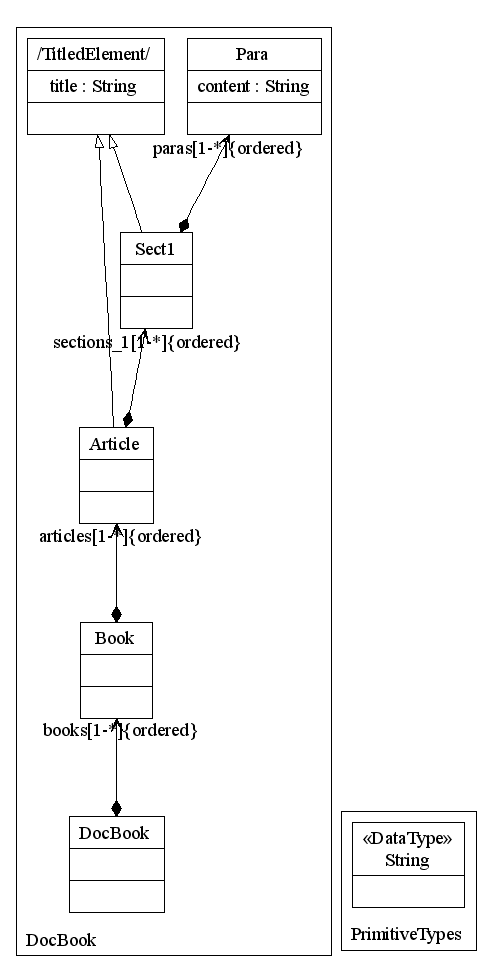 /TitledElement/
title : String
Para
content : String
paras[1-*]{ordered}
Sect1
sections_1[1-*]{ordered}
Article
articles[1-*]{ordered}
Book
books[1-*]{ordered}
DocBook
DocBook
«DataType»
String
PrimitiveTypes